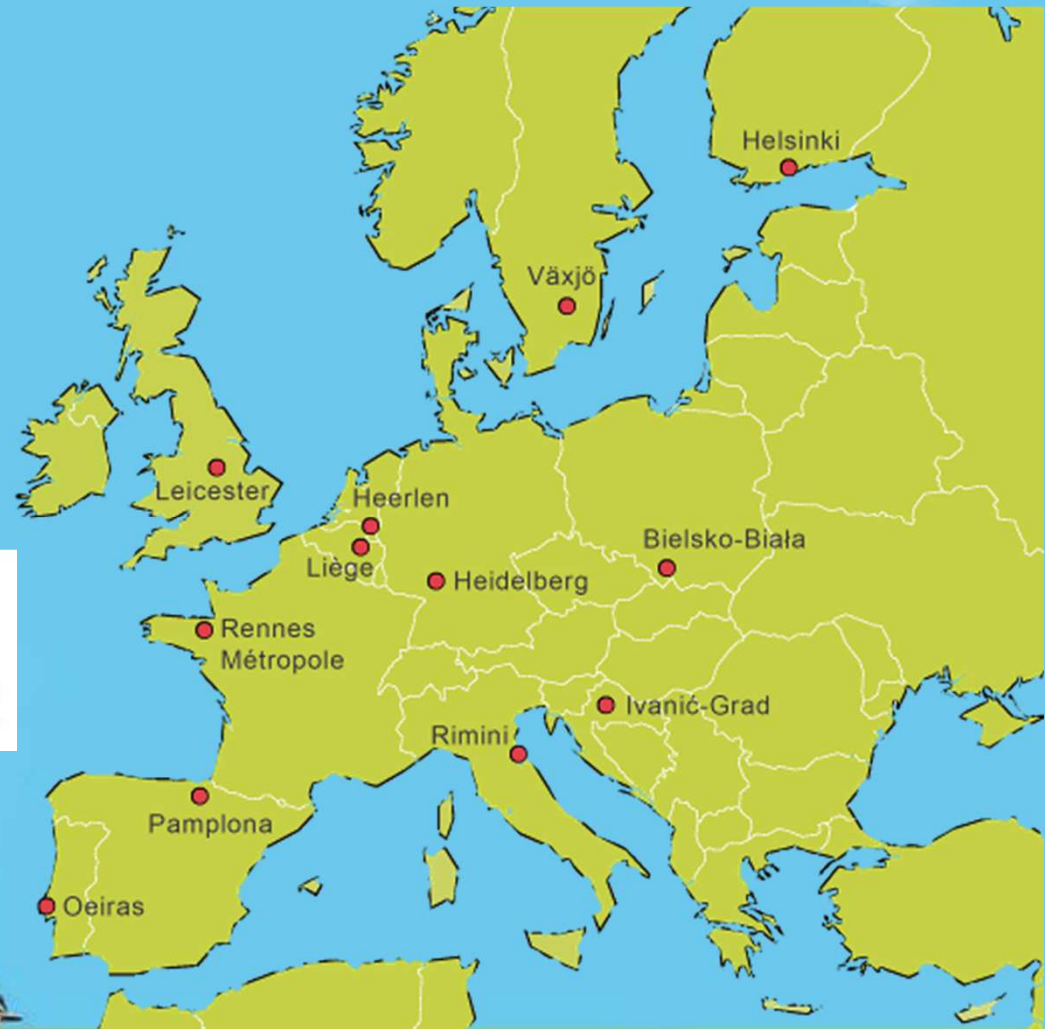 Helsinki
Växjö
Leicester
Heerlen
Bielsko-Biała
Liège
Heidelberg
Rennes
Métropole
Ivanić-Grad
Rimini
Pamplona
Oeiras